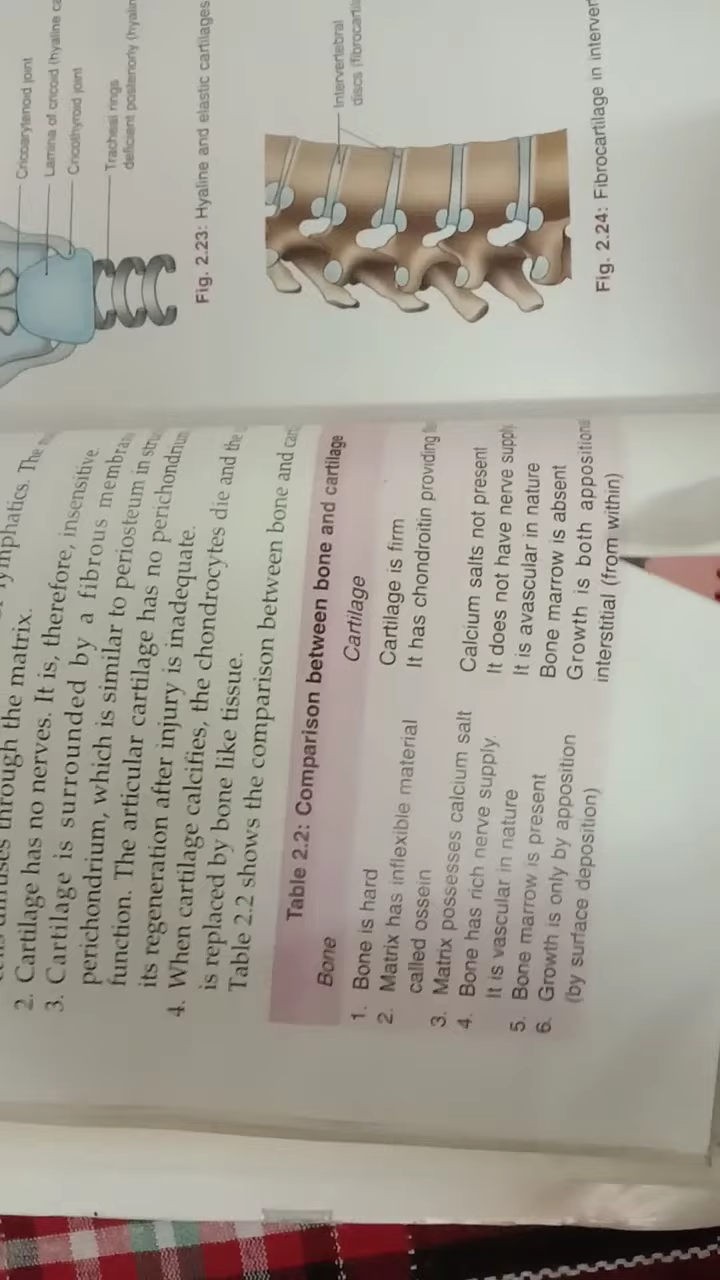 through the matrix.
2. Cartilage has no nerves. It is, therefore, insensitive.
3. Cartilage is surrounded by a fibrous
perichondrium, which is similar to periosteum in
function. The articular cartilage has no
its regeneration after injury is inadequate.
4. When cartilage calcifies, the chondrocytes die and the
is replaced by bone like tissue.
Table 2.2 shows the comparison between bone and
Table 2.2: Comparison between bone and cartilage
Bone Cartilage
1. Bone is hard Cartilage is firm
2. Matrix has inflexible material It has chondroitin providing
called ossein
3. Matrix possesses calcium salt Calcium salts not present
4. Bone has rich nerve supply. It does not have nerve
It is vascular in nature It is avascular in nature
5. Bone marrow is present Bone marrow is absent
6. Growth is only by apposition Growth is both
(by surface deposition) interstitial (from within)
Cricoarytenoid joint
Lamina of cricoid (hyaline
Cricothyroid joint
Tracheal rings
deficient posteriorly
Fig. 2.23: Hyaline and elastic cartilages
Intervertebral
discs
Fig. 2.24: Fibrocartilage in